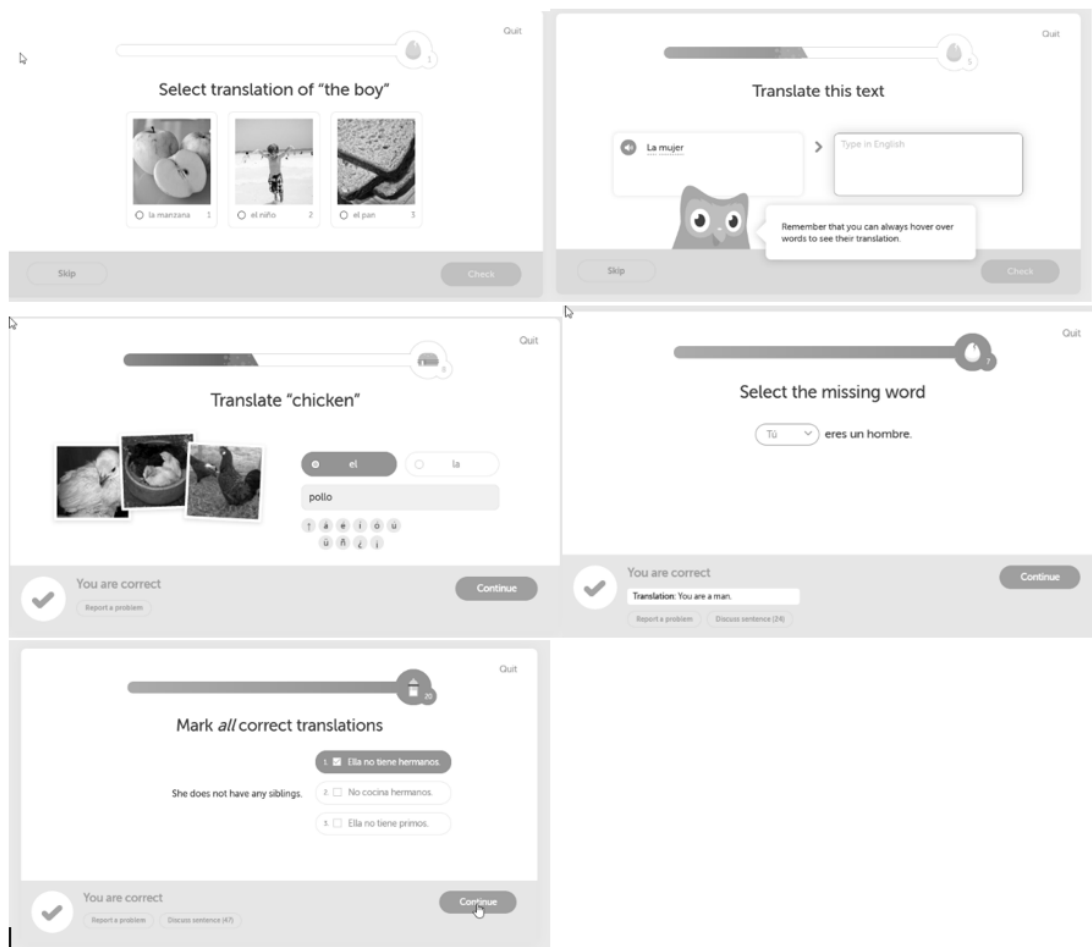 Quit
1
Select translation of “the boy”
la manzana 1
el niño 2
el pan 3
Skip
Check
Quit
5
Translate this text
La mujer
Type in English
Remember that you can always hover over
words to see their translation.
Skip
Check
Quit
8
Translate “chicken”
el
la
pollo
↑ á é í ó ú
ü ñ ¿ ¡
You are correct
Report a problem
Continue
Quit
7
Select the missing word
Tú eres un hombre.
You are correct
Translation: You are a man.
Report a problem Discuss sentence (24)
Continue
Quit
20
Mark all correct translations
She does not have any siblings.
1. Ella no tiene hermanos.
2. No cocina hermanos.
3. Ella no tiene primos.
You are correct
Report a problem Discuss sentence (47)
Continue